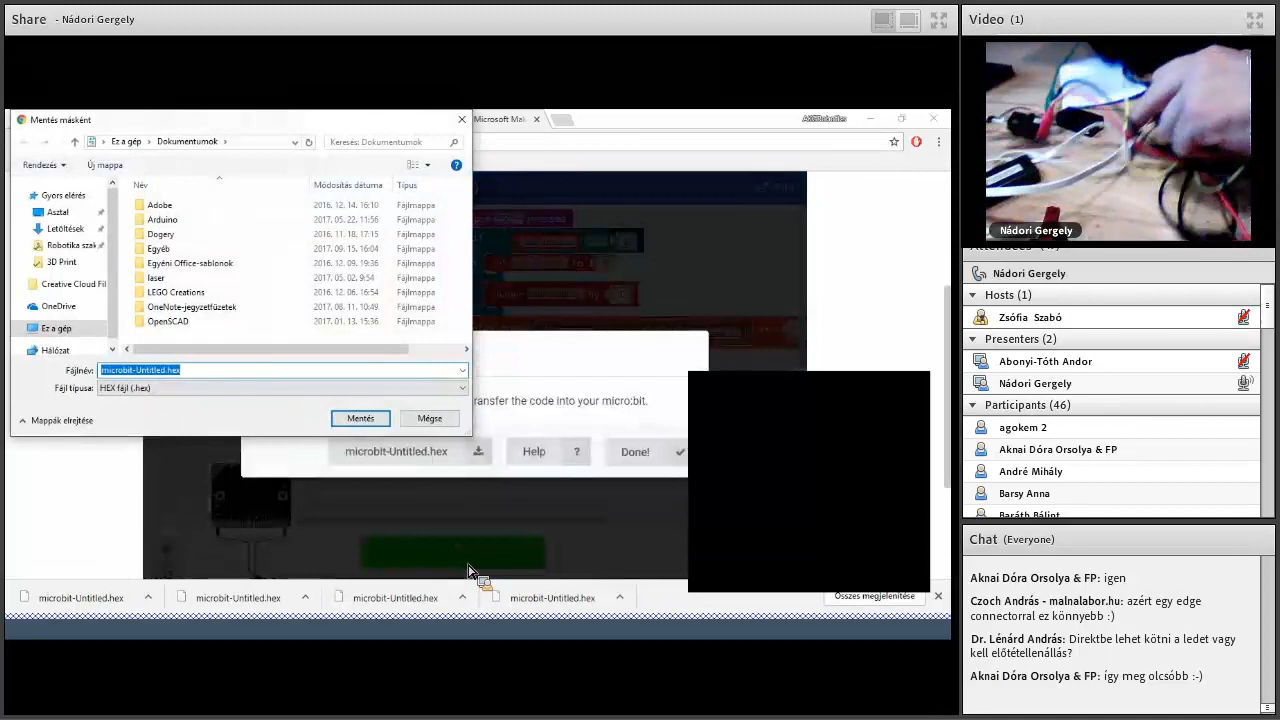 Share - Nádori Gergely
Mentés másként
Microsoft Mak
Ez a gép
Dokumentumok
Keresés: Dokumentumok
Rendezés
Új mappa
Név
Módosítás dátuma
Típus
Gyors elérés
Asztal
Letöltések
Robotika szak
3D Print
Creative Cloud Fil
OneDrive
Ez a gép
Hálózat
Adobe 2016. 12. 14. 16:10 Fájlmappa
Arduino 2017. 05. 22. 11:56 Fájlmappa
Dogery 2016. 11. 18. 17:15 Fájlmappa
Egyéb 2017. 09. 15. 16:04 Fájlmappa
Egyéni Office-sablonok 2016. 12. 09. 19:36 Fájlmappa
laser 2017. 05. 02. 9:54 Fájlmappa
LEGO Creations 2016. 12. 06. 16:54 Fájlmappa
OneNote-jegyzetfüzetek 2017. 08. 11. 10:49 Fájlmappa
OpenSCAD 2017. 01. 13. 15:36 Fájlmappa
Fájlnév: microbit-Untitled.hex
Fájl típusa: HEX fájl (.hex)
Mappák elrejtése
Mentés
Mégse
transfer the code into your micro:bit.
microbit-Untitled.hex
Help ?
Done!
microbit-Untitled.hex
microbit-Untitled.hex
microbit-Untitled.hex
microbit-Untitled.hex
Összes megjelenítése
Video (1)
Nádori Gergely
Nádori Gergely
Hosts (1)
Zsófia Szabó
Presenters (2)
Abonyi-Tóth Andor
Nádori Gergely
Participants (46)
agokem 2
Aknai Dóra Orsolya & FP
André Mihály
Barsy Anna
Baráth Bálint
Chat (Everyone)
Aknai Dóra Orsolya & FP: igen
Czoch András - malnalabor.hu: azért egy edge
connectorral ez könnyebb :)
Dr. Lénárd András: Direktbe lehet kötni a ledet vagy
kell előtétellenállás?
Aknai Dóra Orsolya & FP: így meg olcsóbb :-)